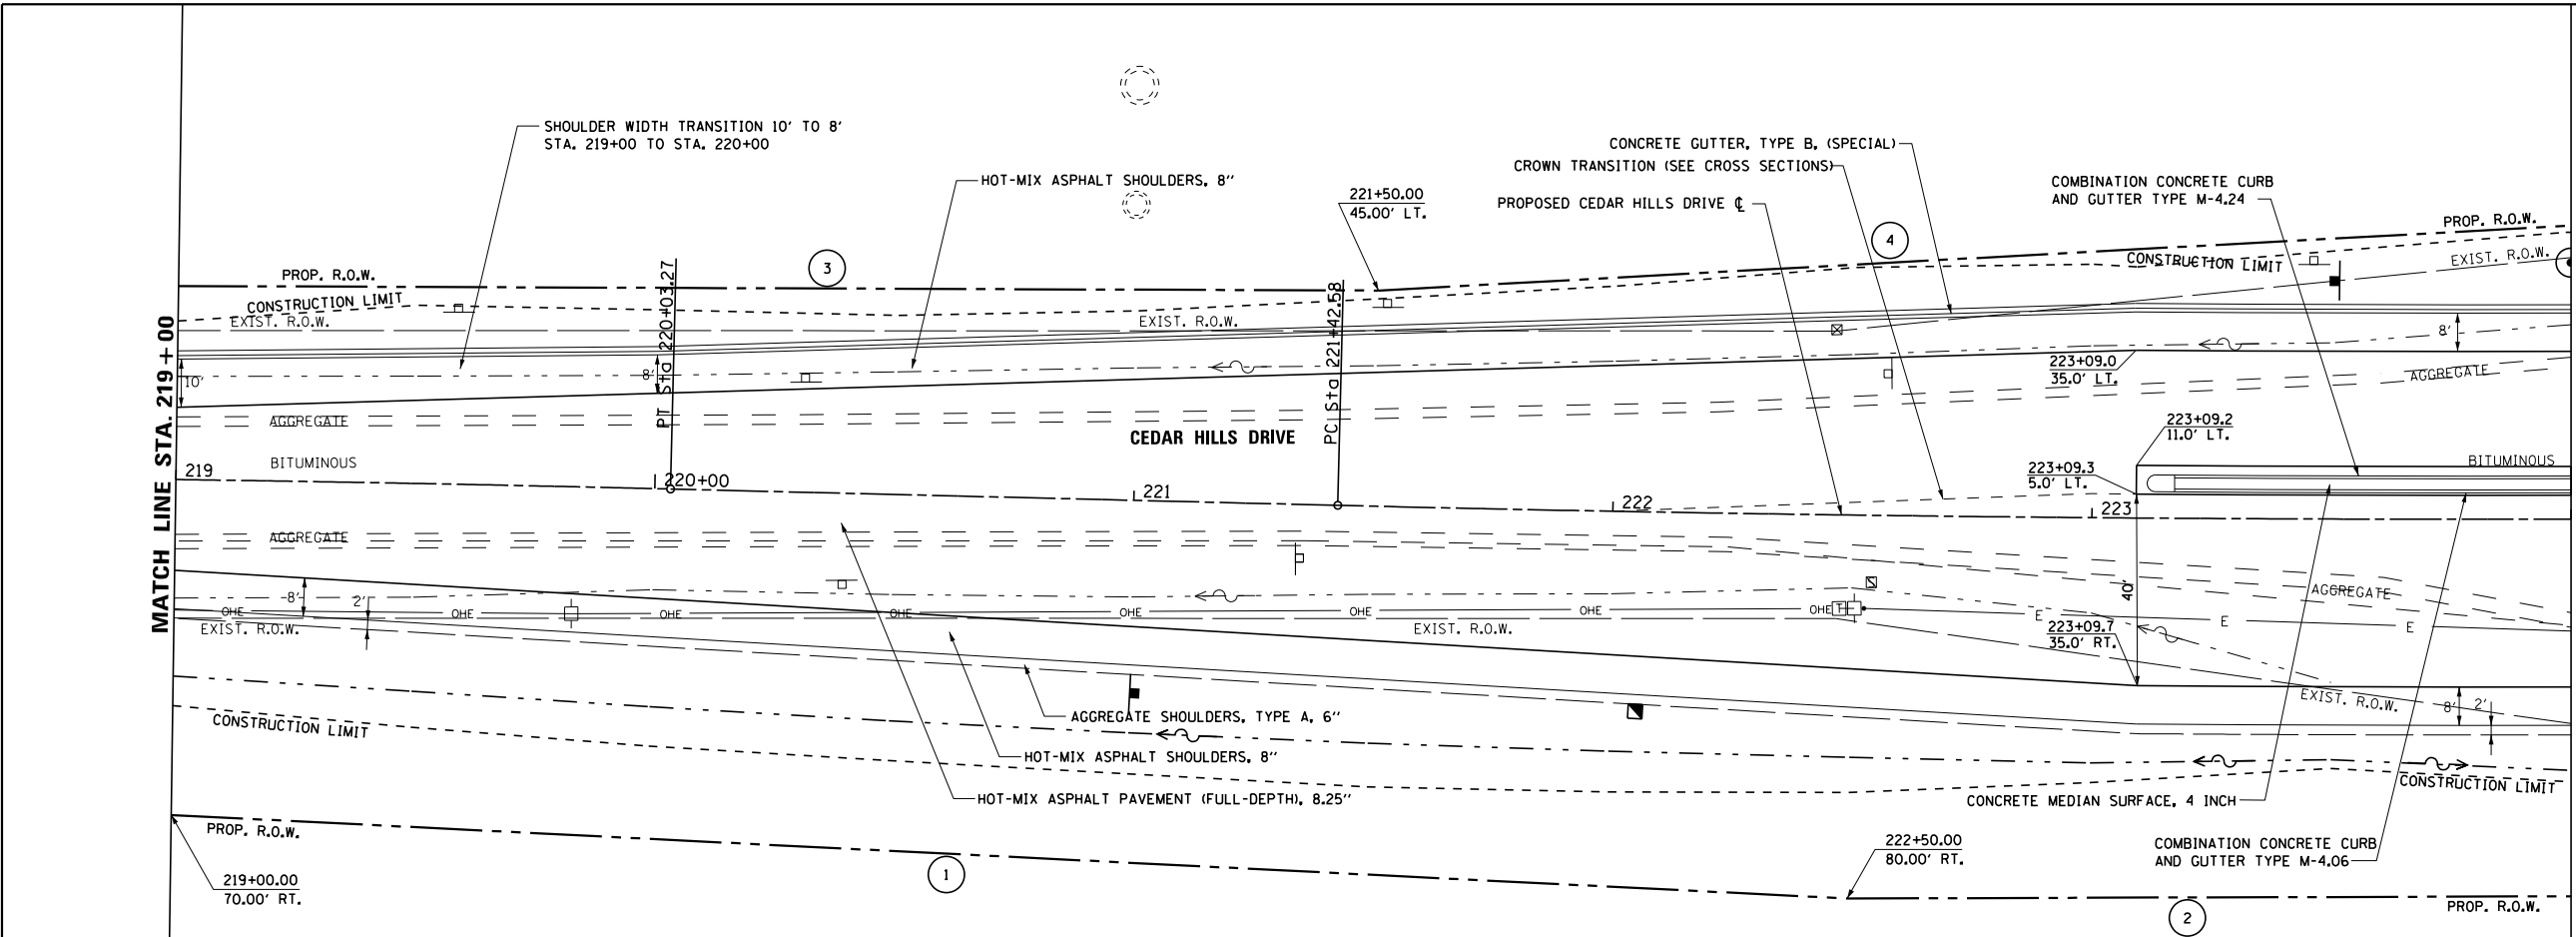 SHOULDER WIDTH TRANSITION 10' TO 8'
STA. 219+00 TO STA. 220+00
HOT-MIX ASPHALT SHOULDERS, 8''
CONCRETE GUTTER, TYPE B, (SPECIAL)
CROWN TRANSITION (SEE CROSS SECTIONS)
PROPOSED CEDAR HILLS DRIVE ℄
221+50.00
45.00' LT.
COMBINATION CONCRETE CURB
AND GUTTER TYPE M-4.24
PROP. R.O.W.
4
3
PROP. R.O.W.
CONSTRUCTION LIMIT
EXIST. R.O.W.
CONSTRUCTION LIMIT
EXIST. R.O.W.
EXIST. R.O.W.
MATCH LINE STA. 219+00
PT Sta 220+03.27
PC Sta 221+42.58
10'
8'
8'
223+09.0
35.0' LT.
AGGREGATE
AGGREGATE
CEDAR HILLS DRIVE
223+09.2
11.0' LT.
BITUMINOUS
BITUMINOUS
219
220+00
221
222
223
223+09.3
5.0' LT.
AGGREGATE
AGGREGATE
8'
2'
OHE
OHE
OHE
OHE
OHE
OHE
OHE
OHE
T
E
E
E
40'
EXIST. R.O.W.
EXIST. R.O.W.
223+09.7
35.0' RT.
EXIST. R.O.W.
8'
2'
CONSTRUCTION LIMIT
AGGREGATE SHOULDERS, TYPE A, 6''
HOT-MIX ASPHALT SHOULDERS, 8''
HOT-MIX ASPHALT PAVEMENT (FULL-DEPTH), 8.25''
CONSTRUCTION LIMIT
CONCRETE MEDIAN SURFACE, 4 INCH
PROP. R.O.W.
222+50.00
80.00' RT.
COMBINATION CONCRETE CURB
AND GUTTER TYPE M-4.06
219+00.00
70.00' RT.
1
2
PROP. R.O.W.